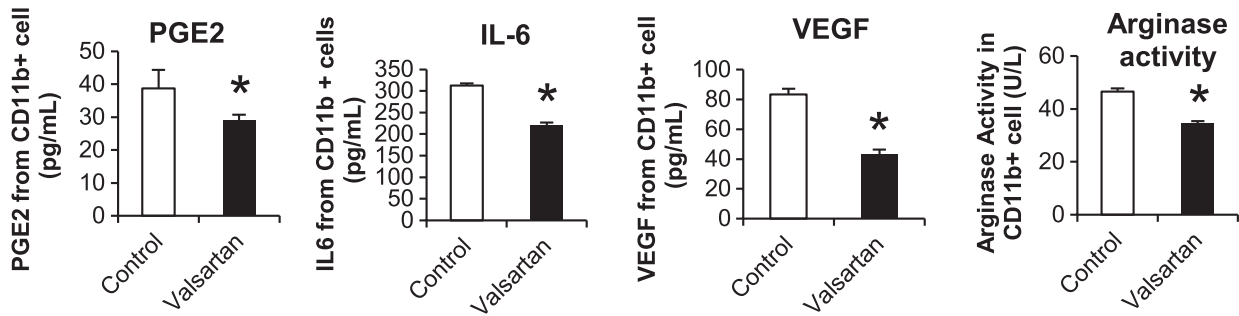 PGE2
PGE2 from CD11b+ cell
(pg/mL)
50
40
30
20
10
0
*
Control
Valsartan
IL-6
IL6 from CD11b + cells
(pg/mL)
350
300
250
200
150
100
50
0
*
Control
Valsartan
VEGF
VEGF from CD11b+ cell
(pg/mL)
100
80
60
40
20
0
*
Control
Valsartan
Arginase
activity
Arginase Activity in
CD11b+ cell (U/L)
60
40
20
0
*
Control
Valsartan